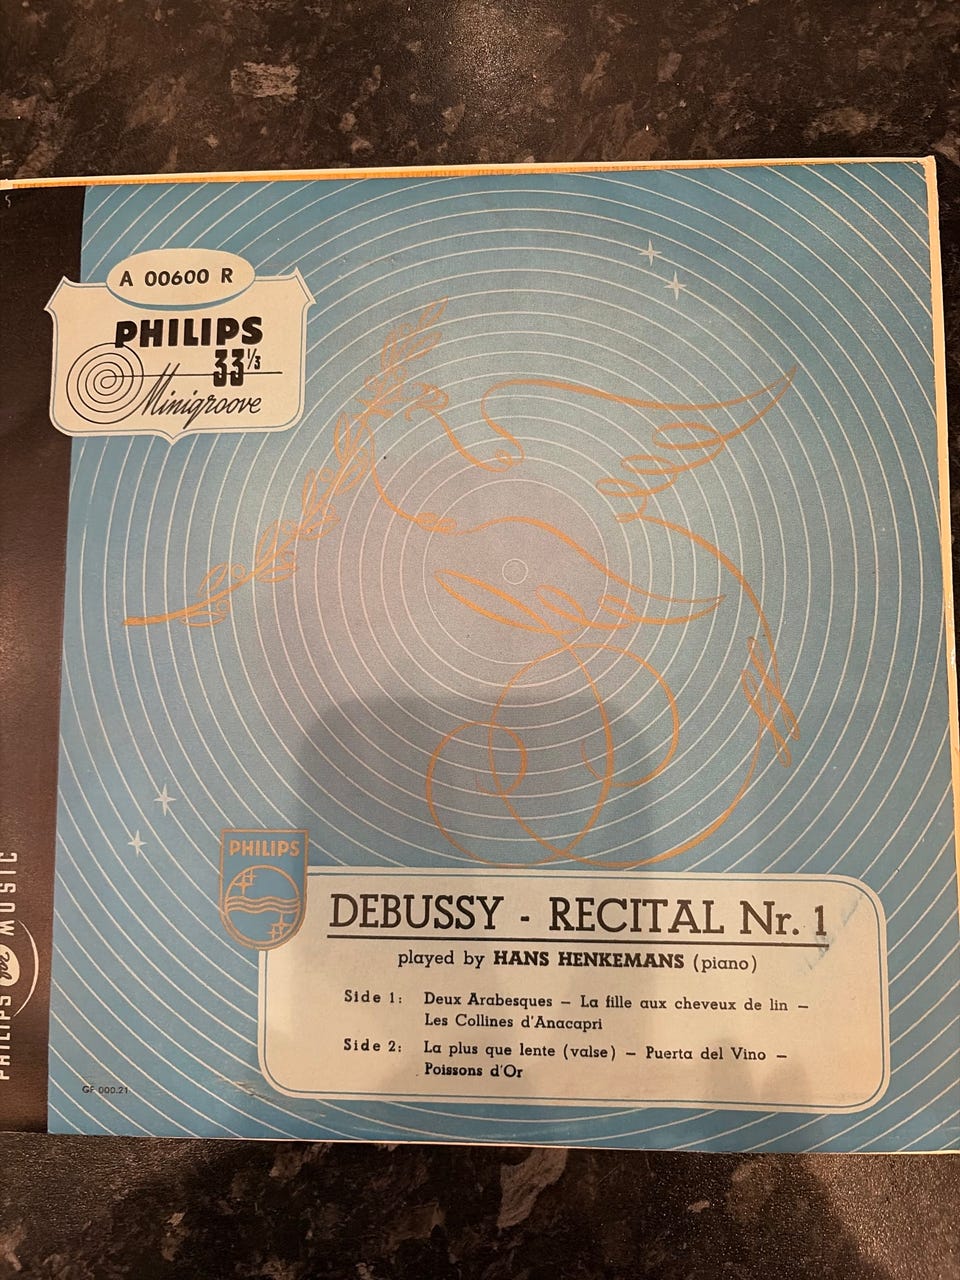 A 00600 R
PHILIPS
33 1/3
Minigroove
PHILIPS
DEBUSSY - RECITAL Nr. 1
played by HANS HENKEMANS (piano)
Side 1: Deux Arabesques – La fille aux cheveux de lin –
Les Collines d'Anacapri
Side 2: La plus que lente (valse) – Puerta del Vino –
Poissons d'Or
GF 000.21
PHILIPS
MUSIC